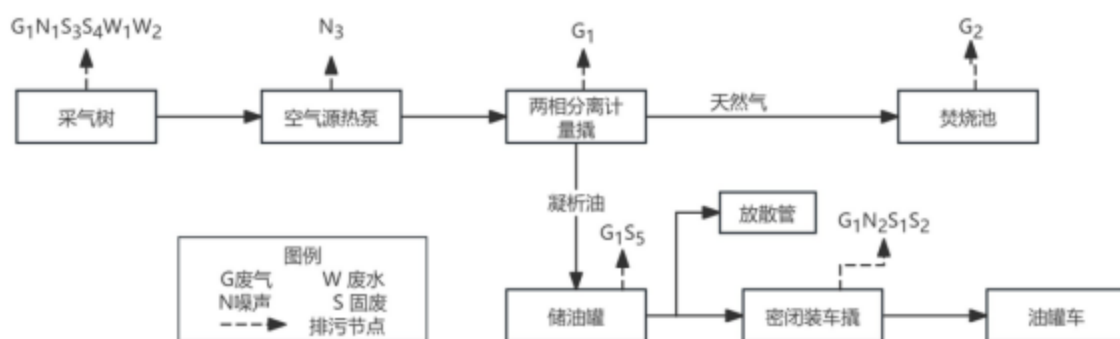 G₁N₁S₃S₄W₁W₂
N₃
G₁
G₂
采气树
空气源热泵
两相分离计
量撬
天然气
焚烧池
凝析油
放散管
G₁S₅
G₁N₂S₁S₂
图例
G废气 W 废水
N噪声 S 固废
排污节点
储油罐
密闭装车撬
油罐车